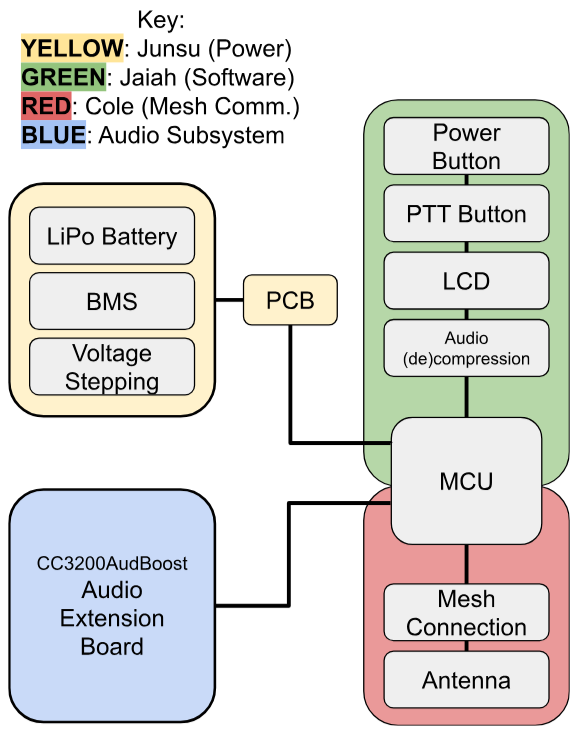 Key:
YELLOW: Junsu (Power)
GREEN: Jaiah (Software)
RED: Cole (Mesh Comm.)
BLUE: Audio Subsystem
LiPo Battery
BMS
Voltage
Stepping
PCB
Power
Button
PTT Button
LCD
Audio
(de)compression
MCU
CC3200AudBoost
Audio
Extension
Board
Mesh
Connection
Antenna